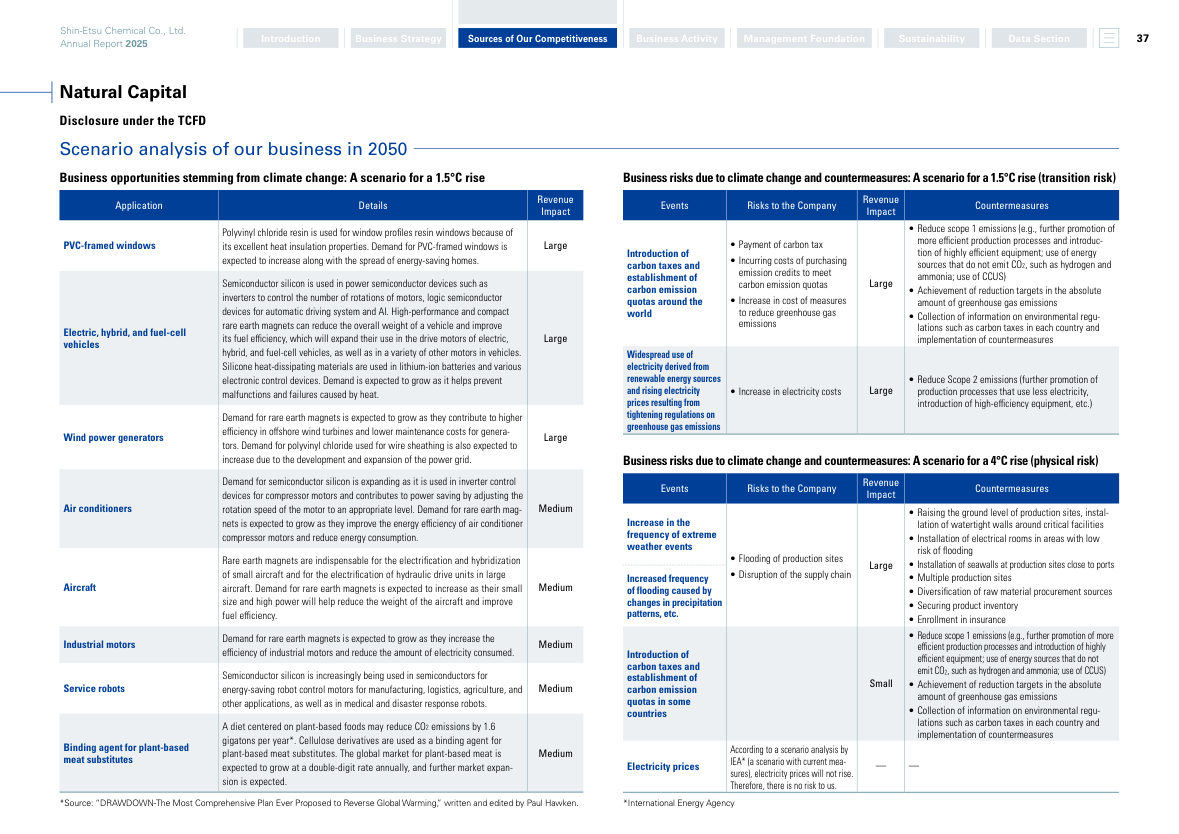 Shin-Etsu Chemical Co., Ltd.
Annual Report 2025
Introduction
Business Strategy
Sources of Our Competitiveness
Business Activity
Management Foundation
Sustainability
Data Section
37
Natural Capital
Disclosure under the TCFD
Scenario analysis of our business in 2050
Business opportunities stemming from climate change: A scenario for a 1.5°C rise
Application
Details
Revenue
Impact
PVC-framed windows
Polyvinyl chloride resin is used for window profiles resin windows because of
its excellent heat insulation properties. Demand for PVC-framed windows is
expected to increase along with the spread of energy-saving homes.
Large
Electric, hybrid, and fuel-cell
vehicles
Semiconductor silicon is used in power semiconductor devices such as
inverters to control the number of rotations of motors, logic semiconductor
devices for automatic driving system and AI. High-performance and compact
rare earth magnets can reduce the overall weight of a vehicle and improve
its fuel efficiency, which will expand their use in the drive motors of electric,
hybrid, and fuel-cell vehicles, as well as in a variety of other motors in vehicles.
Silicone heat-dissipating materials are used in lithium-ion batteries and various
electronic control devices. Demand is expected to grow as it helps prevent
malfunctions and failures caused by heat.
Large
Wind power generators
Demand for rare earth magnets is expected to grow as they contribute to higher
efficiency in offshore wind turbines and lower maintenance costs for genera-
tors. Demand for polyvinyl chloride used for wire sheathing is also expected to
increase due to the development and expansion of the power grid.
Large
Air conditioners
Demand for semiconductor silicon is expanding as it is used in inverter control
devices for compressor motors and contributes to power saving by adjusting the
rotation speed of the motor to an appropriate level. Demand for rare earth mag-
nets is expected to grow as they improve the energy efficiency of air conditioner
compressor motors and reduce energy consumption.
Medium
Aircraft
Rare earth magnets are indispensable for the electrification and hybridization
of small aircraft and for the electrification of hydraulic drive units in large
aircraft. Demand for rare earth magnets is expected to increase as their small
size and high power will help reduce the weight of the aircraft and improve
fuel efficiency.
Medium
Industrial motors
Demand for rare earth magnets is expected to grow as they increase the
efficiency of industrial motors and reduce the amount of electricity consumed.
Medium
Service robots
Semiconductor silicon is increasingly being used in semiconductors for
energy-saving robot control motors for manufacturing, logistics, agriculture, and
other applications, as well as in medical and disaster response robots.
Medium
Binding agent for plant-based
meat substitutes
A diet centered on plant-based foods may reduce CO2 emissions by 1.6
gigatons per year*. Cellulose derivatives are used as a binding agent for
plant-based meat substitutes. The global market for plant-based meat is
expected to grow at a double-digit rate annually, and further market expan-
sion is expected.
Medium
*Source: "DRAWDOWN-The Most Comprehensive Plan Ever Proposed to Reverse Global Warming," written and edited by Paul Hawken.
Business risks due to climate change and countermeasures: A scenario for a 1.5°C rise (transition risk)
Events
Risks to the Company
Revenue
Impact
Countermeasures
Introduction of
carbon taxes and
establishment of
carbon emission
quotas around the
world
• Payment of carbon tax
• Incurring costs of purchasing
emission credits to meet
carbon emission quotas
• Increase in cost of measures
to reduce greenhouse gas
emissions
Large
• Reduce scope 1 emissions (e.g., further promotion of
more efficient production processes and introduc-
tion of highly efficient equipment; use of energy
sources that do not emit CO2, such as hydrogen and
ammonia; use of CCUS)
• Achievement of reduction targets in the absolute
amount of greenhouse gas emissions
• Collection of information on environmental regu-
lations such as carbon taxes in each country and
implementation of countermeasures
Widespread use of
electricity derived from
renewable energy sources
and rising electricity
prices resulting from
tightening regulations on
greenhouse gas emissions
• Increase in electricity costs
Large
• Reduce Scope 2 emissions (further promotion of
production processes that use less electricity,
introduction of high-efficiency equipment, etc.)
Business risks due to climate change and countermeasures: A scenario for a 4°C rise (physical risk)
Events
Risks to the Company
Revenue
Impact
Countermeasures
Increase in the
frequency of extreme
weather events
Increased frequency
of flooding caused by
changes in precipitation
patterns, etc.
• Flooding of production sites
• Disruption of the supply chain
Large
• Raising the ground level of production sites, instal-
lation of watertight walls around critical facilities
• Installation of electrical rooms in areas with low
risk of flooding
• Installation of seawalls at production sites close to ports
• Multiple production sites
• Diversification of raw material procurement sources
• Securing product inventory
• Enrollment in insurance
Introduction of
carbon taxes and
establishment of
carbon emission
quotas in some
countries
Small
• Reduce scope 1 emissions (e.g., further promotion of more
efficient production processes and introduction of highly
efficient equipment; use of energy sources that do not
emit CO2, such as hydrogen and ammonia; use of CCUS)
• Achievement of reduction targets in the absolute
amount of greenhouse gas emissions
• Collection of information on environmental regu-
lations such as carbon taxes in each country and
implementation of countermeasures
Electricity prices
According to a scenario analysis by
IEA* (a scenario with current mea-
sures), electricity prices will not rise.
Therefore, there is no risk to us.
—
—
*International Energy Agency